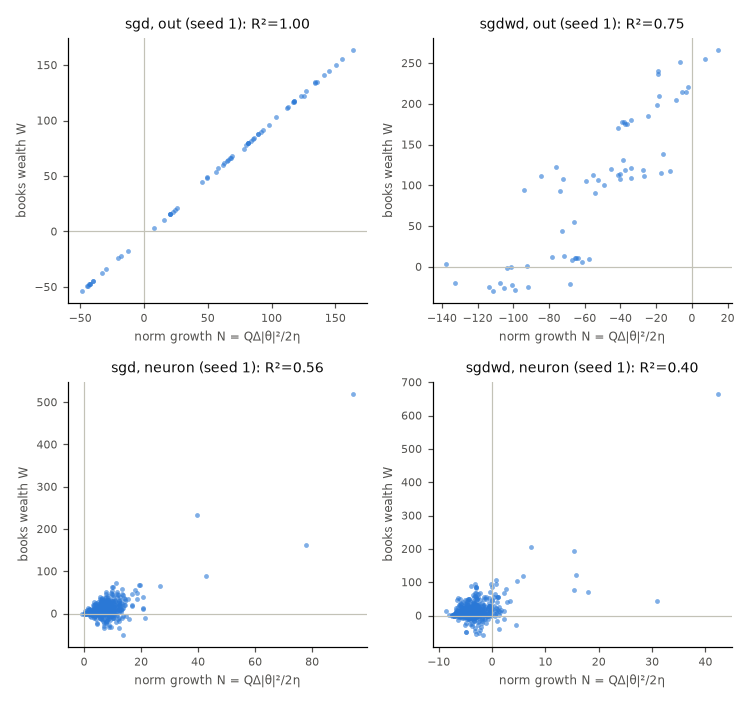 sgd, out (seed 1): R²=1.00
books wealth W
150
100
50
0
−50
−50 0 50 100 150
norm growth N = QΔ|θ|²/2η
sgdwd, out (seed 1): R²=0.75
books wealth W
250
200
150
100
50
0
−140 −120 −100 −80 −60 −40 −20 0 20
norm growth N = QΔ|θ|²/2η
sgd, neuron (seed 1): R²=0.56
books wealth W
500
400
300
200
100
0
0 20 40 60 80
norm growth N = QΔ|θ|²/2η
sgdwd, neuron (seed 1): R²=0.40
books wealth W
700
600
500
400
300
200
100
0
−10 0 10 20 30 40
norm growth N = QΔ|θ|²/2η